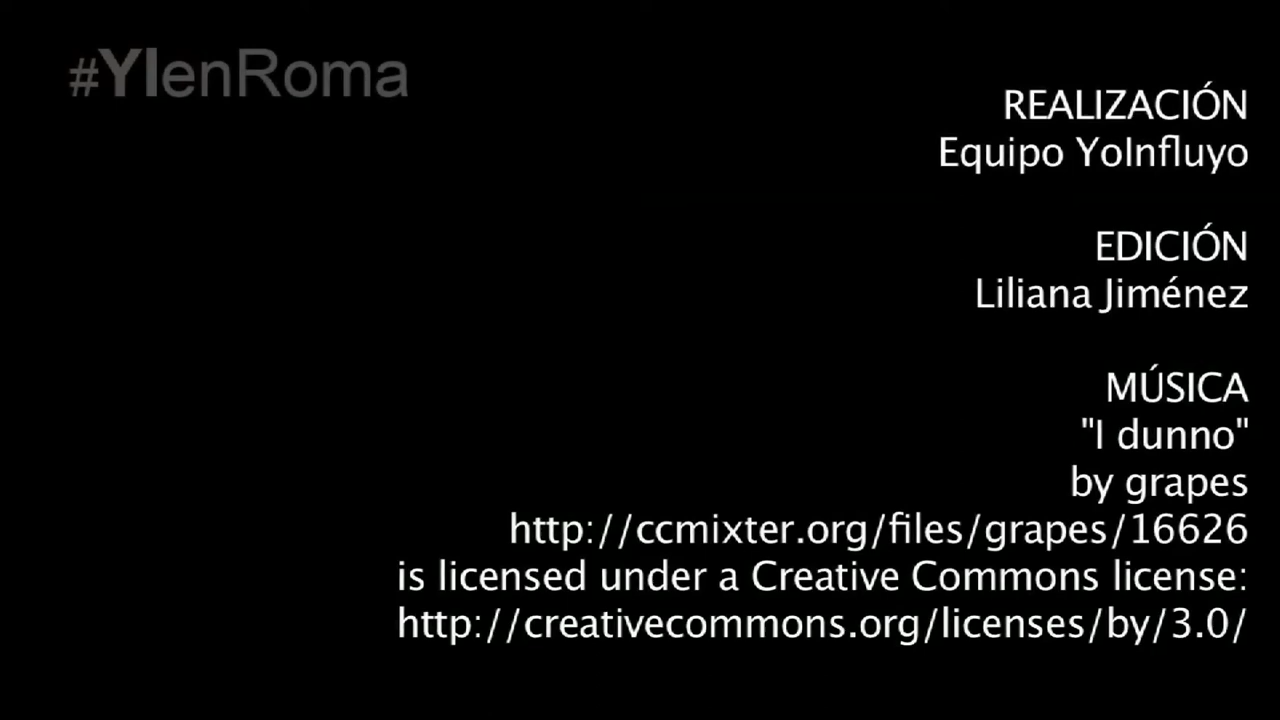 #YIenRoma
REALIZACIÓN
Equipo YoInfluyo
EDICIÓN
Liliana Jiménez
MÚSICA
"I dunno"
by grapes
http://ccmixter.org/files/grapes/16626
is licensed under a Creative Commons license:
http://creativecommons.org/licenses/by/3.0/